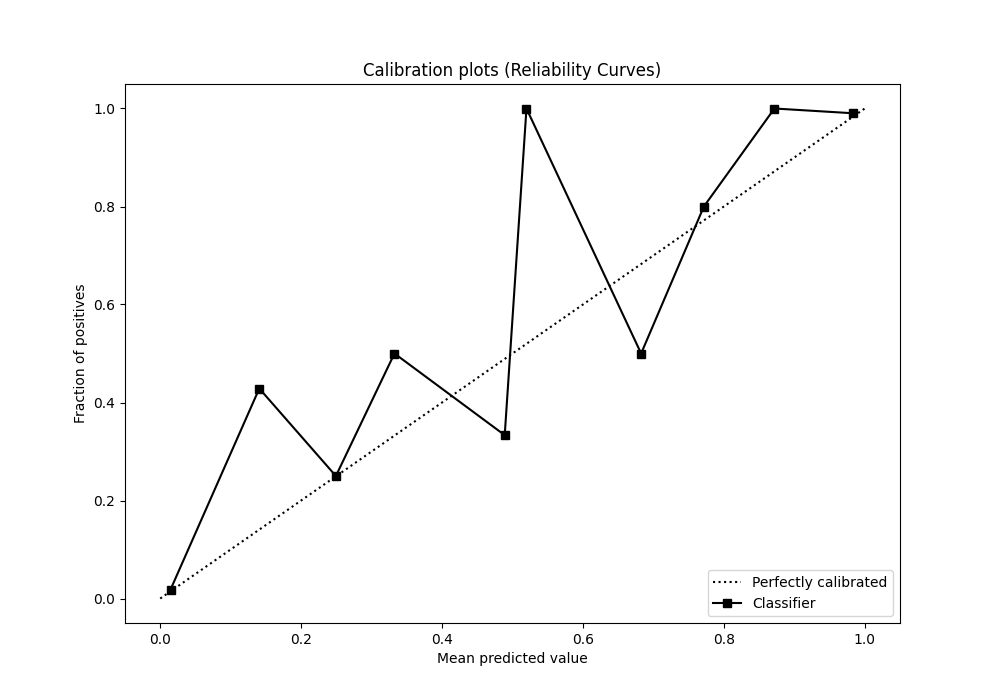 Calibration plots (Reliability Curves)
Fraction of positives
1.0
0.8
0.6
0.4
0.2
0.0
0.0 0.2 0.4 0.6 0.8 1.0
Mean predicted value
Perfectly calibrated
Classifier